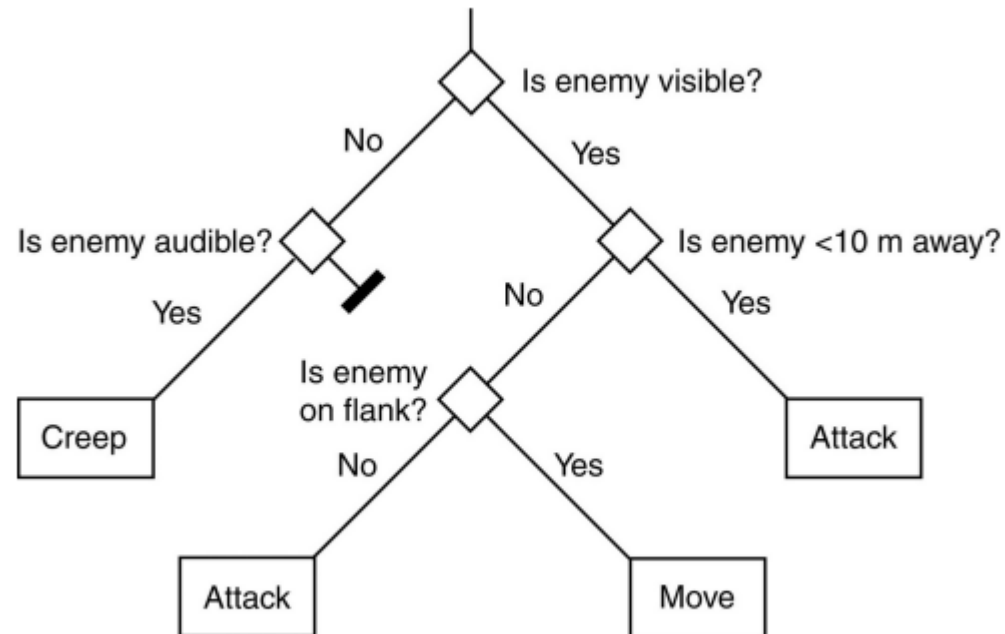 Is enemy visible?
No
Yes
Is enemy audible?
Is enemy <10 m away?
Yes
No
Yes
Is enemy
on flank?
Creep
Attack
No
Yes
Attack
Move